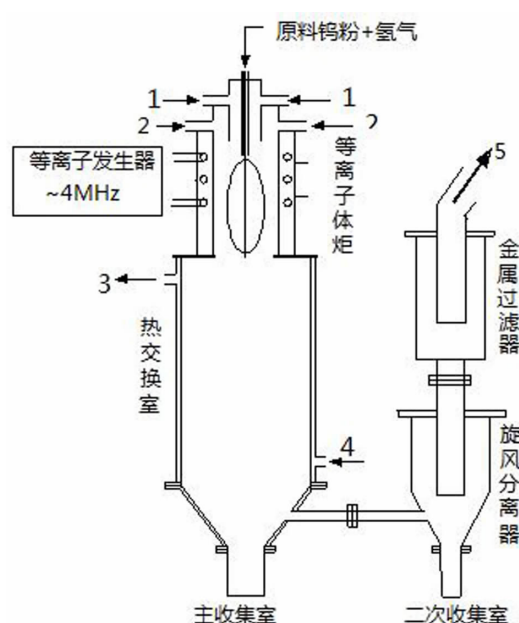 原料钨粉+氢气
1
1
2
2
等离子发生器
~4MHz
等离子体炬
5
金属过滤器
3
热交换室
4
旋风分离器
主收集室
二次收集室